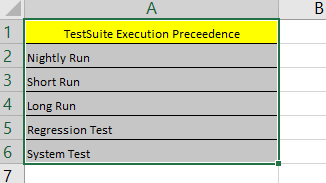 A B
1 TestSuite Execution Preceedence
2 Nightly Run
3 Short Run
4 Long Run
5 Regression Test
6 System Test
7